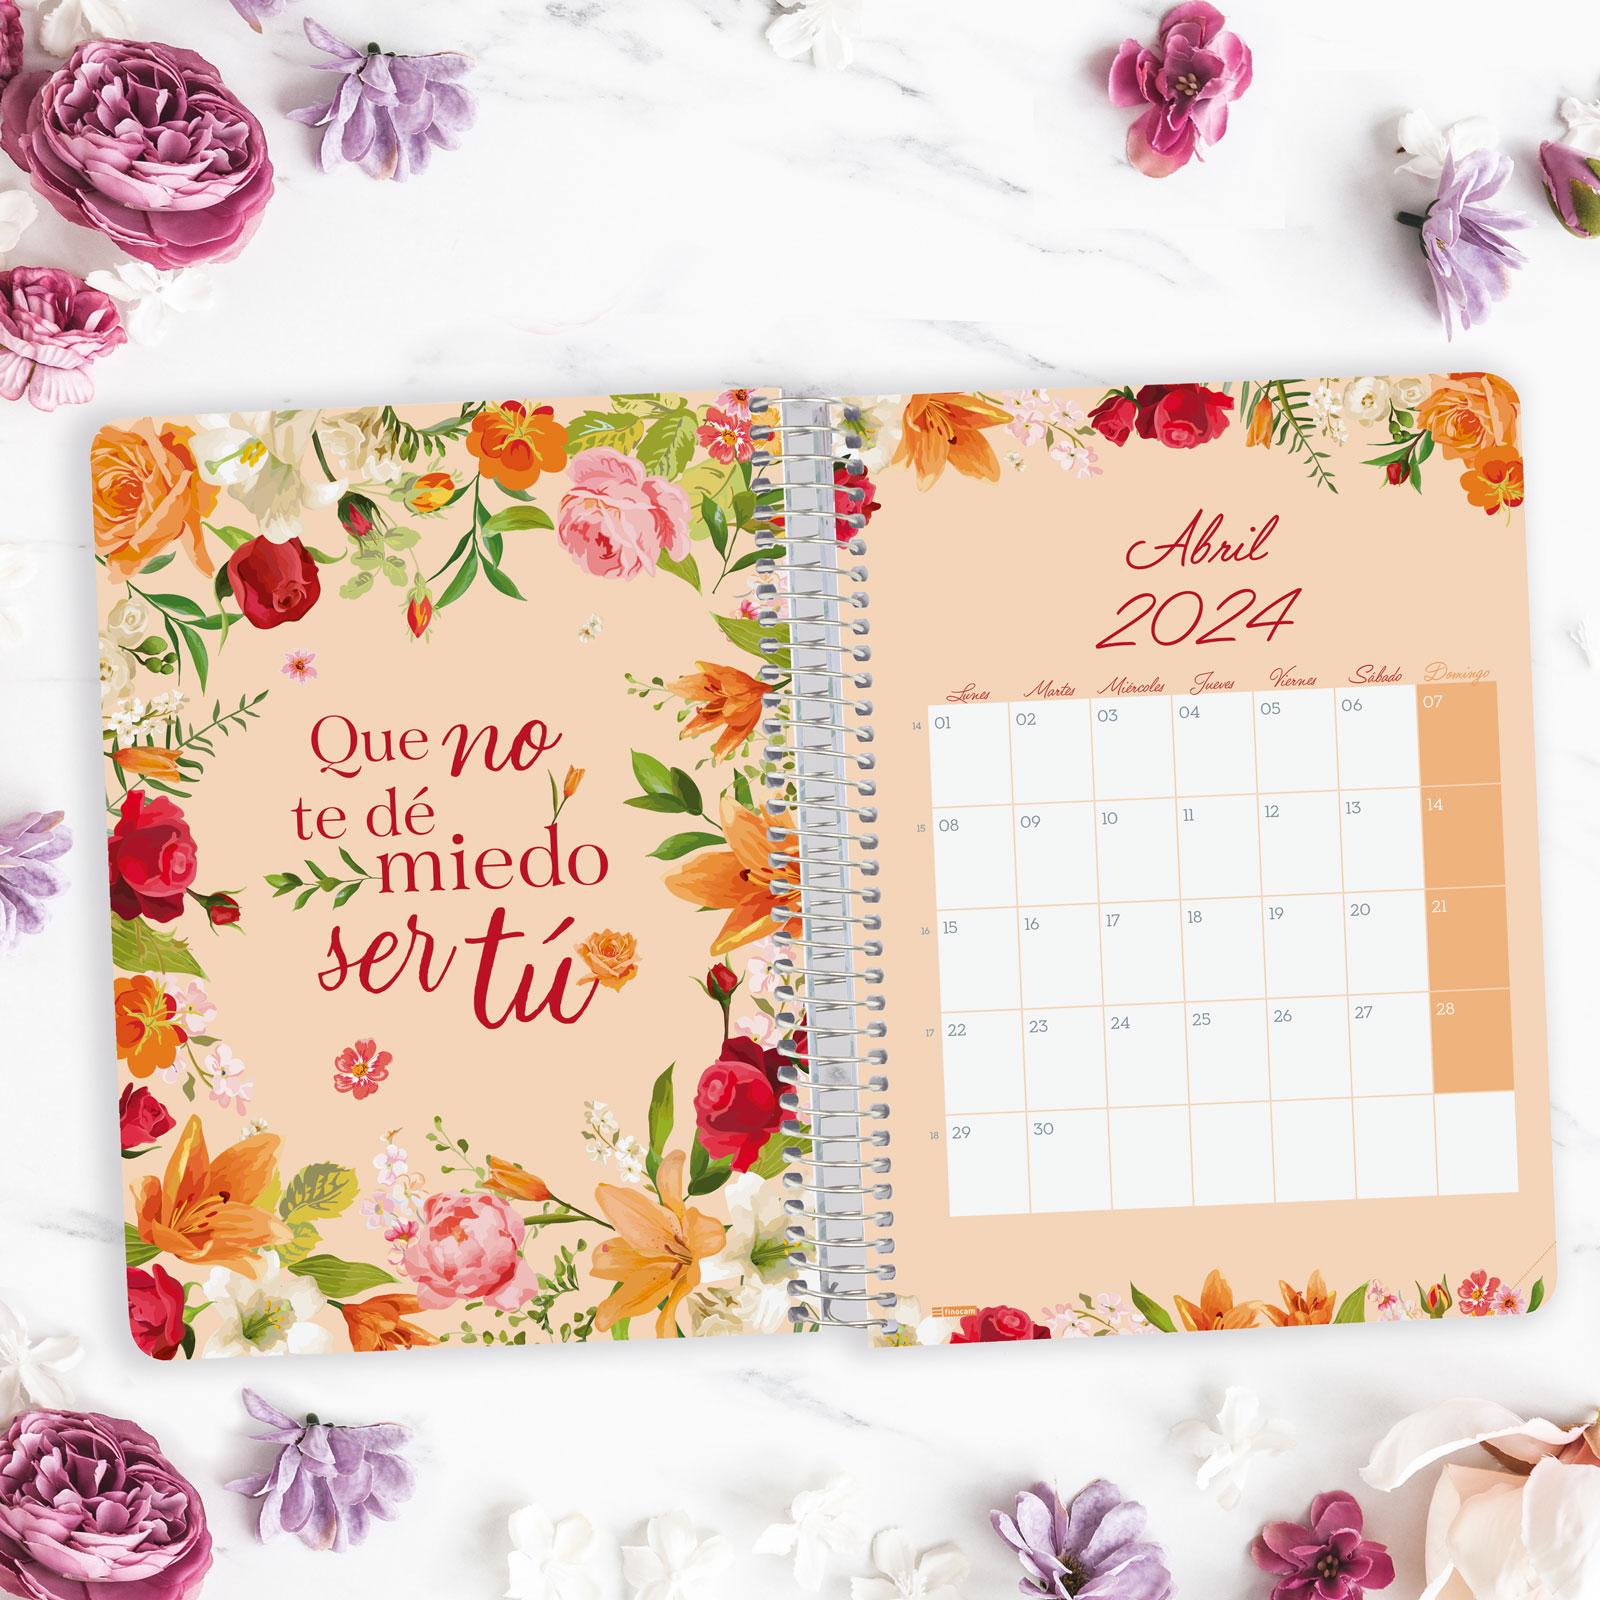 Que no
te dé
miedo
ser tú
Abril
2024
Lunes Martes Miércoles Jueves Viernes Sábado Domingo
14 01 02 03 04 05 06 07
15 08 09 10 11 12 13 14
16 15 16 17 18 19 20 21
17 22 23 24 25 26 27 28
18 29 30
finocam